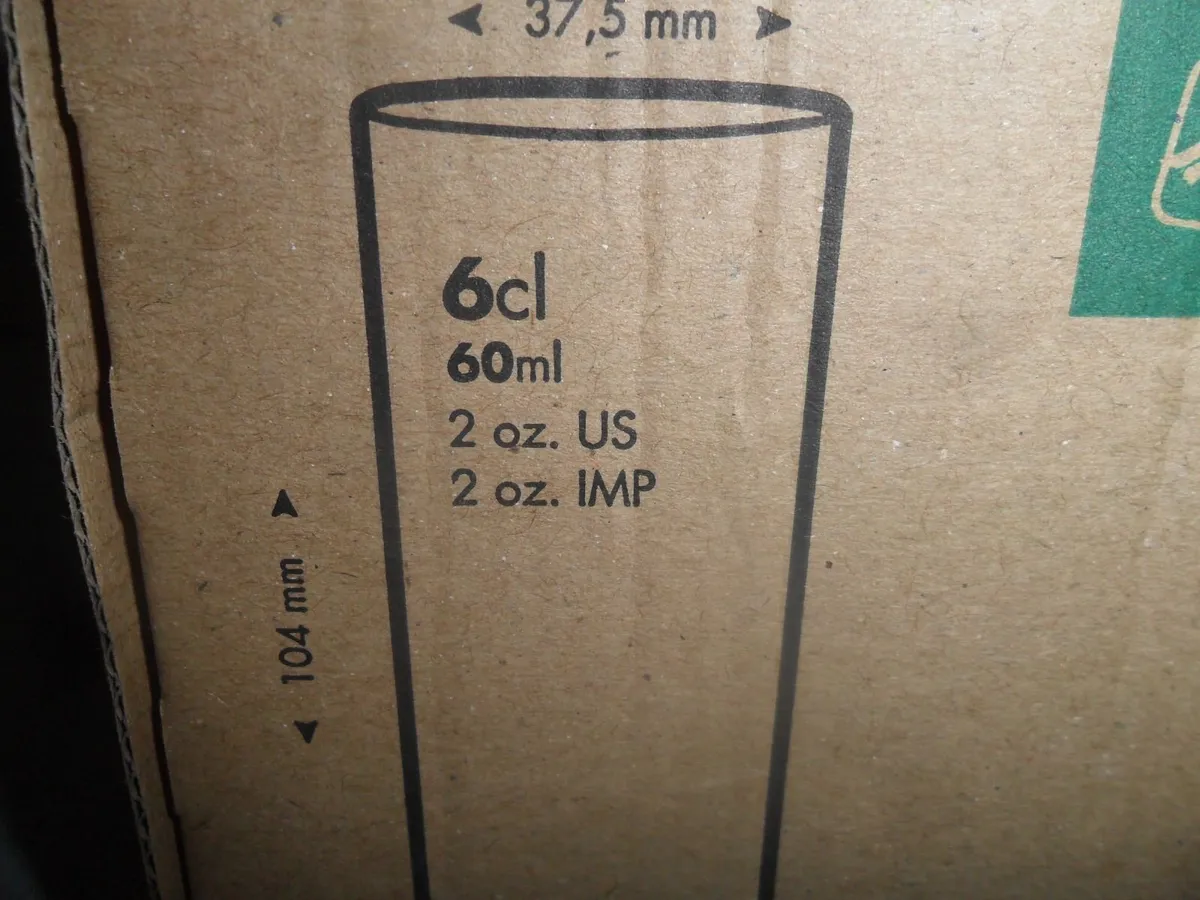 37,5 mm
6cl
60ml
2 oz. US
2 oz. IMP
104 mm